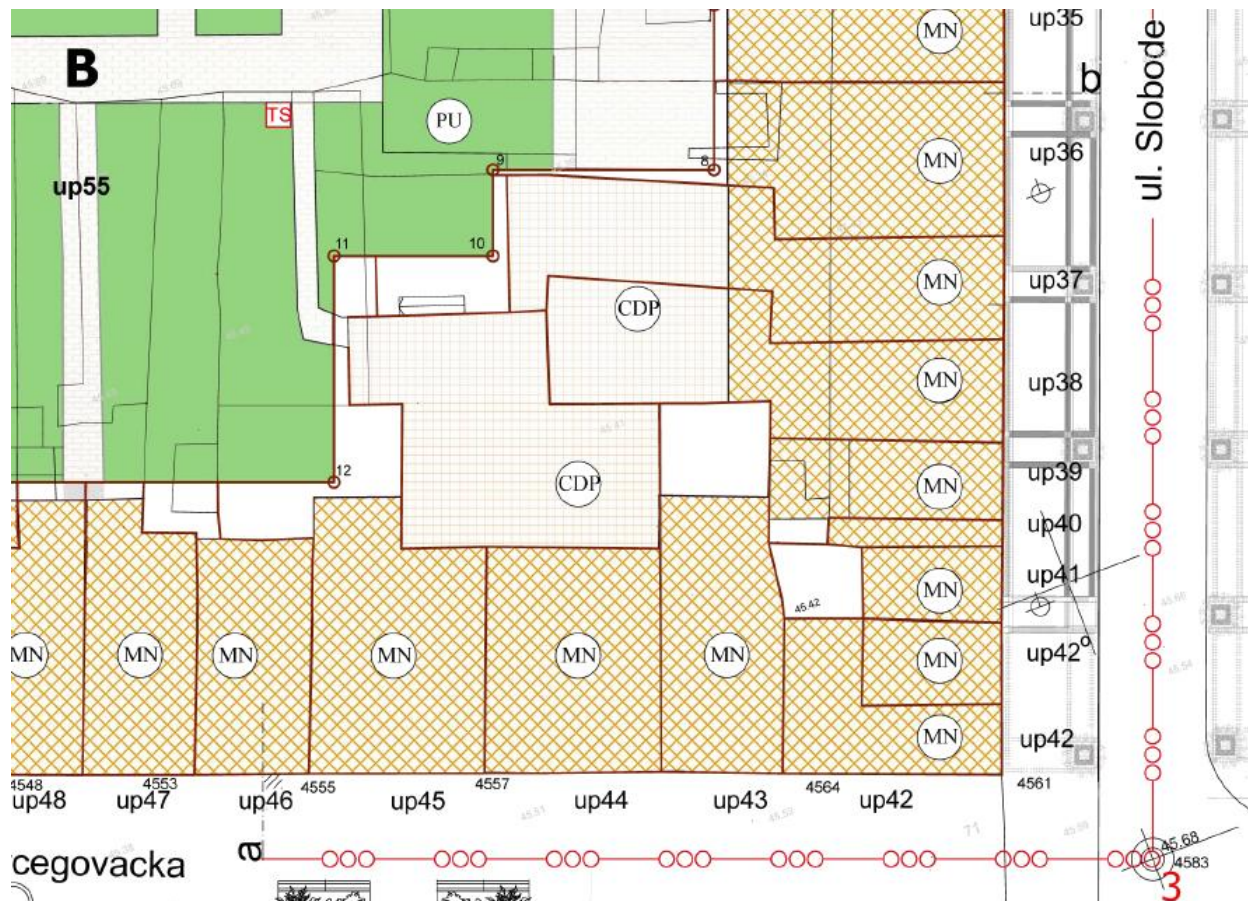 MN
up35
B
b
ul. Slobode
TS
PU
up36
9
8
MN
up55
11
10
MN
up37
CDP
MN
up38
12
CDP
MN
up39
up40
MN
up41
45.42
MN
MN
MN
MN
MN
MN
MN
up42°
MN
up42
4548
4553
4555
4557
4564
4561
up48
up47
up46
up45
up44
up43
up42
a
71
45.68
4583
cegovacka
3